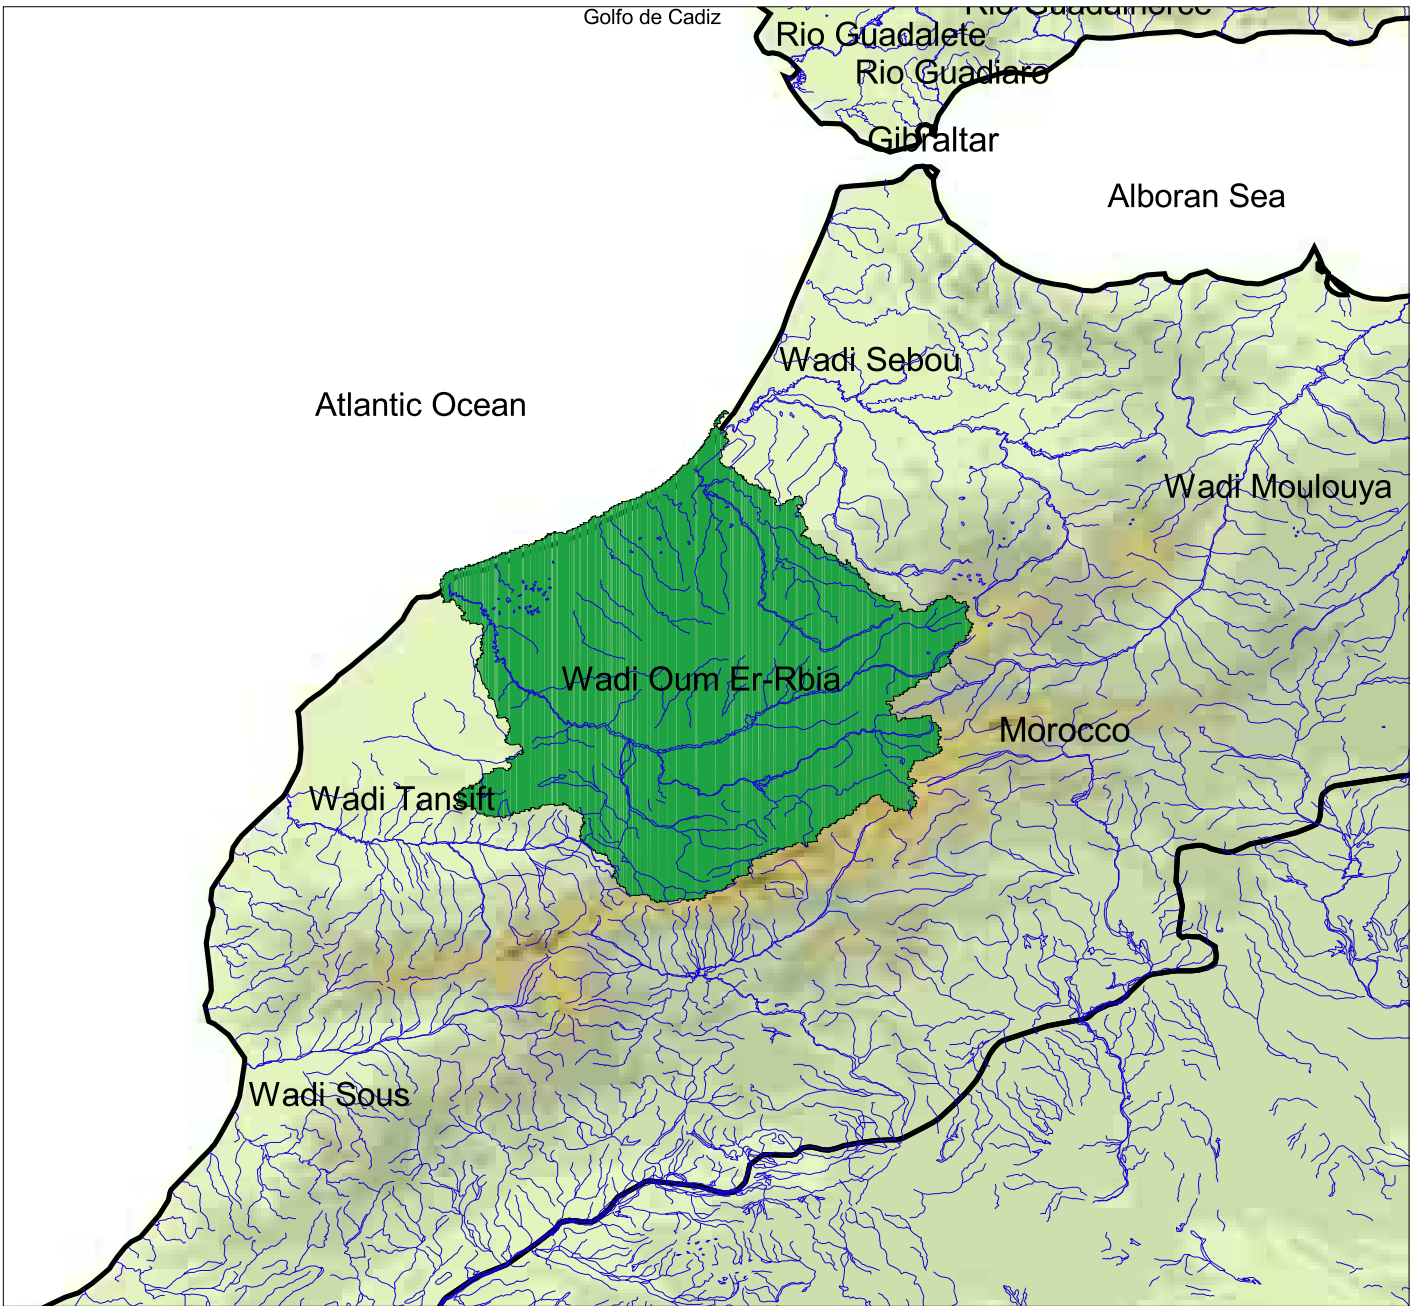 Golfo de Cadiz
Rio Guadalete
Rio Guadiaro
Gibraltar
Alboran Sea
Wadi Sebou
Atlantic Ocean
Wadi Moulouya
Wadi Oum Er-Rbia
Morocco
Wadi Tansift
Wadi Sous